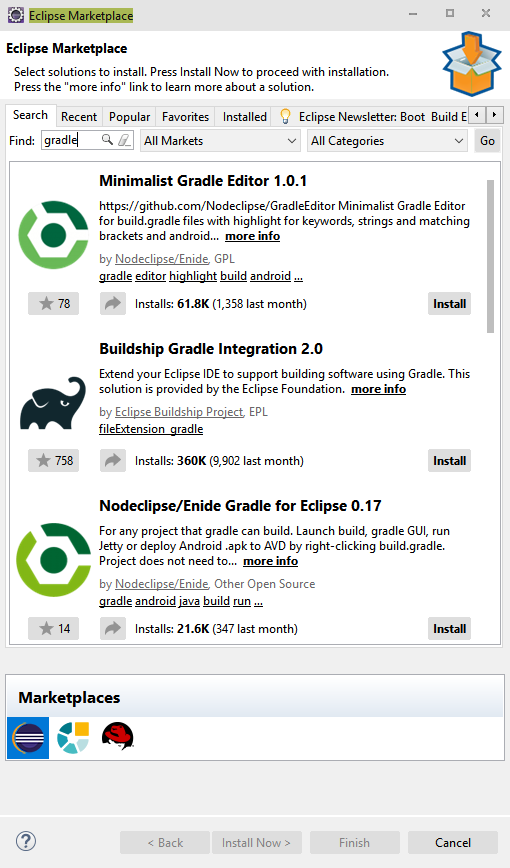 Eclipse Marketplace
Eclipse Marketplace
Select solutions to install. Press Install Now to proceed with installation.
Press the "more info" link to learn more about a solution.
Search Recent Popular Favorites Installed Eclipse Newsletter: Boot Build E
Find: gradle All Markets All Categories Go
Minimalist Gradle Editor 1.0.1
https://github.com/Nodeclipse/GradleEditor Minimalist Gradle Editor
for build.gradle files with highlight for keywords, strings and matching
brackets and android... more info
by Nodeclipse/Enide, GPL
gradle editor highlight build android ...
78 Installs: 61.8K (1,358 last month) Install
Buildship Gradle Integration 2.0
Extend your Eclipse IDE to support building software using Gradle. This
solution is provided by the Eclipse Foundation. more info
by Eclipse Buildship Project, EPL
fileExtension_gradle
758 Installs: 360K (9,902 last month) Install
Nodeclipse/Enide Gradle for Eclipse 0.17
For any project that gradle can build. Launch build, gradle GUI, run
Jetty or deploy Android .apk to AVD by right-clicking build.gradle.
Project does not need to... more info
by Nodeclipse/Enide, Other Open Source
gradle android java build run ...
14 Installs: 21.6K (347 last month) Install
Marketplaces
? < Back Install Now > Finish Cancel